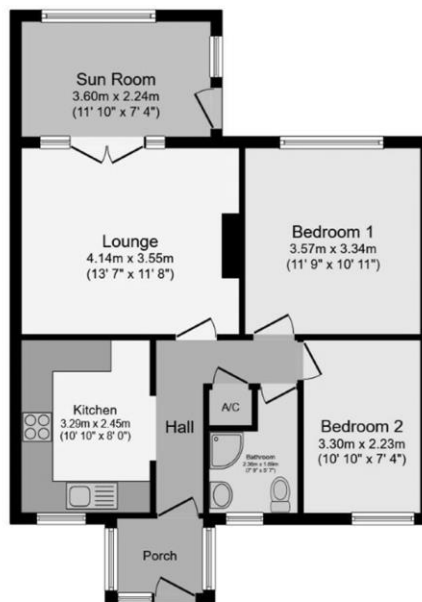 Sun Room
3.60m x 2.24m
(11' 10" x 7' 4")
Lounge
4.14m x 3.55m
(13' 7" x 11' 8")
Bedroom 1
3.57m x 3.34m
(11' 9" x 10' 11")
Kitchen
3.29m x 2.45m
(10' 10" x 8' 0")
Hall
A/C
Bathroom
Bedroom 2
3.30m x 2.23m
(10' 10" x 7' 4")
Porch